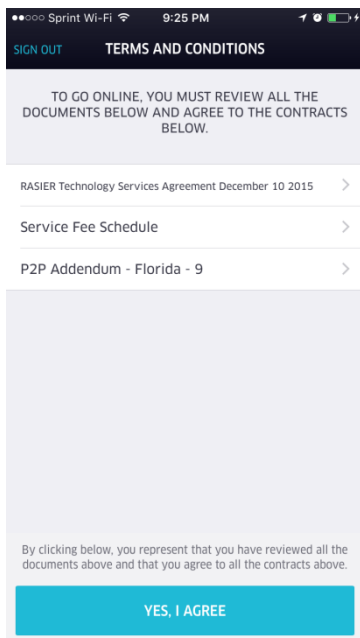 Sprint Wi-Fi 9:25 PM
SIGN OUT TERMS AND CONDITIONS
TO GO ONLINE, YOU MUST REVIEW ALL THE
DOCUMENTS BELOW AND AGREE TO THE CONTRACTS
BELOW.
RASIER Technology Services Agreement December 10 2015
Service Fee Schedule
P2P Addendum - Florida - 9
By clicking below, you represent that you have reviewed all the
documents above and that you agree to all the contracts above.
YES, I AGREE